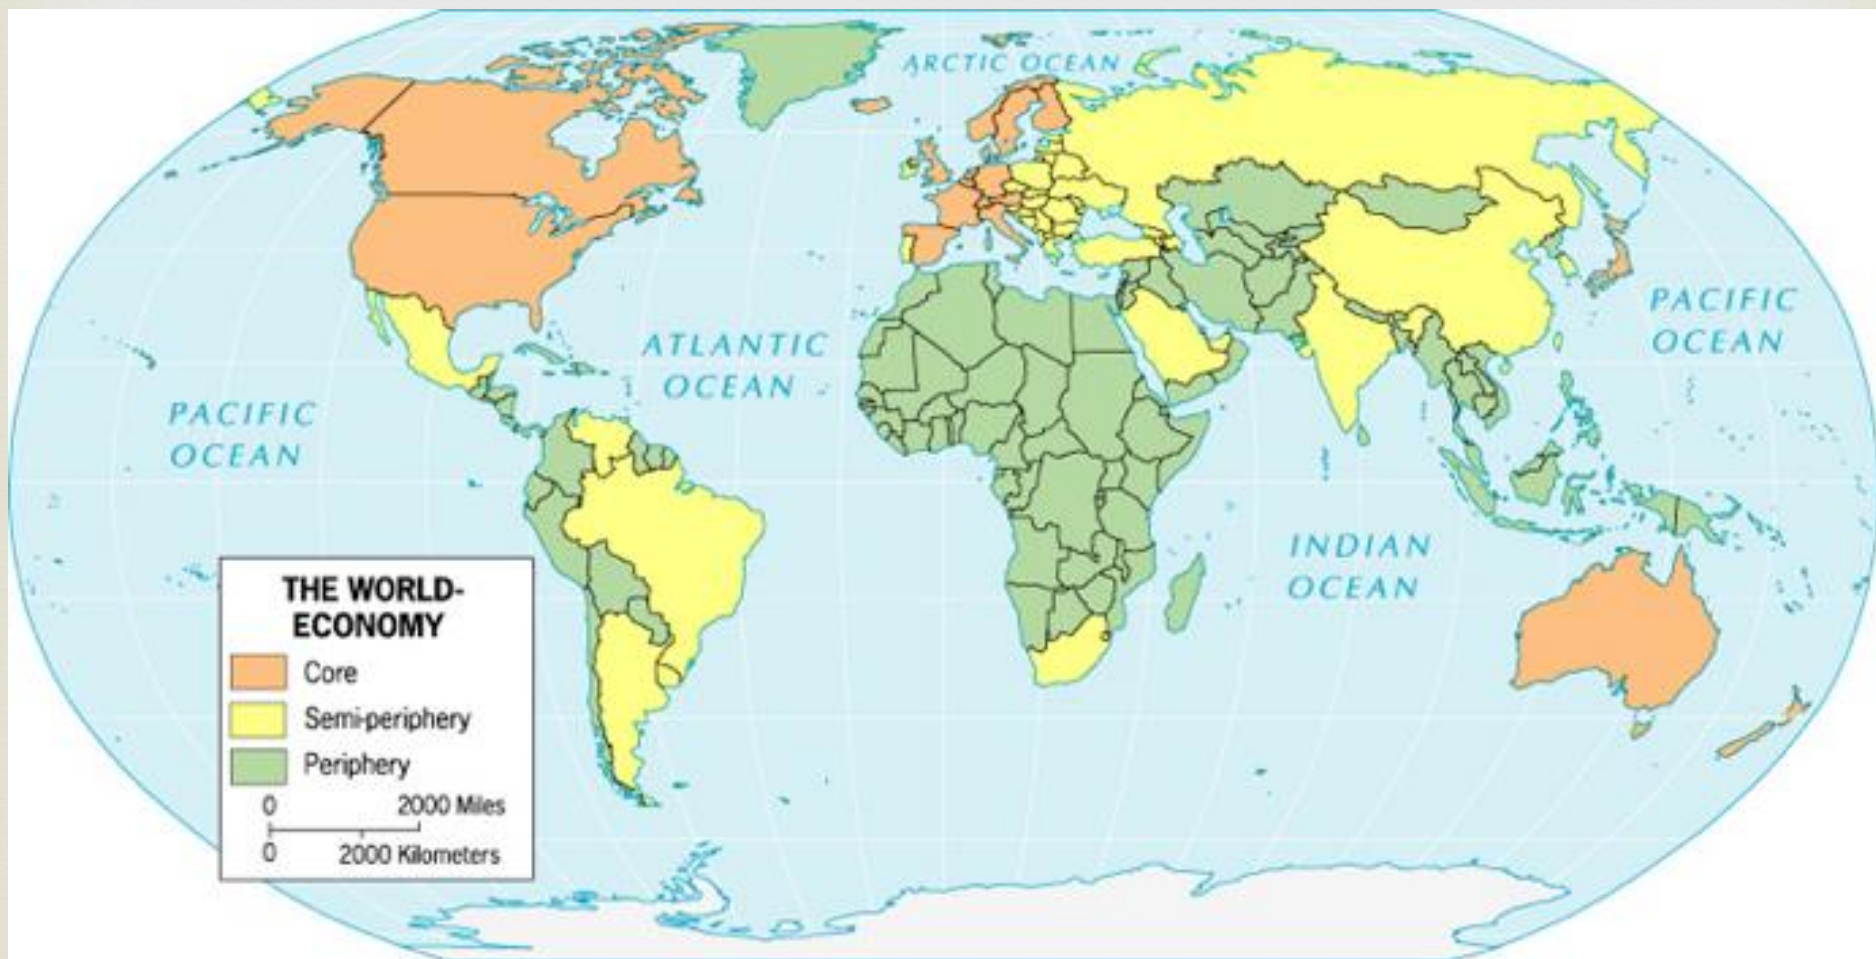 ARCTIC OCEAN
ATLANTIC
OCEAN
PACIFIC
OCEAN
PACIFIC
OCEAN
INDIAN
OCEAN
THE WORLD-
ECONOMY
Core
Semi-periphery
Periphery
0 2000 Miles
0 2000 Kilometers